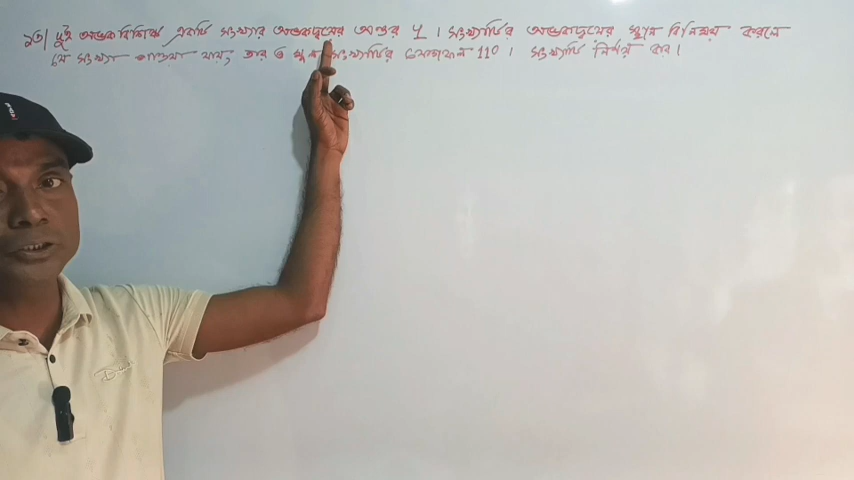 ১৩| দুই অঙ্কবিশিষ্ট একটি সংখ্যার অঙ্কদ্বয়ের অন্তর 4 । সংখ্যাটির অঙ্কদ্বয়ের স্থান বিনিময় করলে
যে সংখ্যা পাওয়া যায়, তার ও মূল সংখ্যাটির যোগফল 110 । সংখ্যাটি নির্ণয় কর।